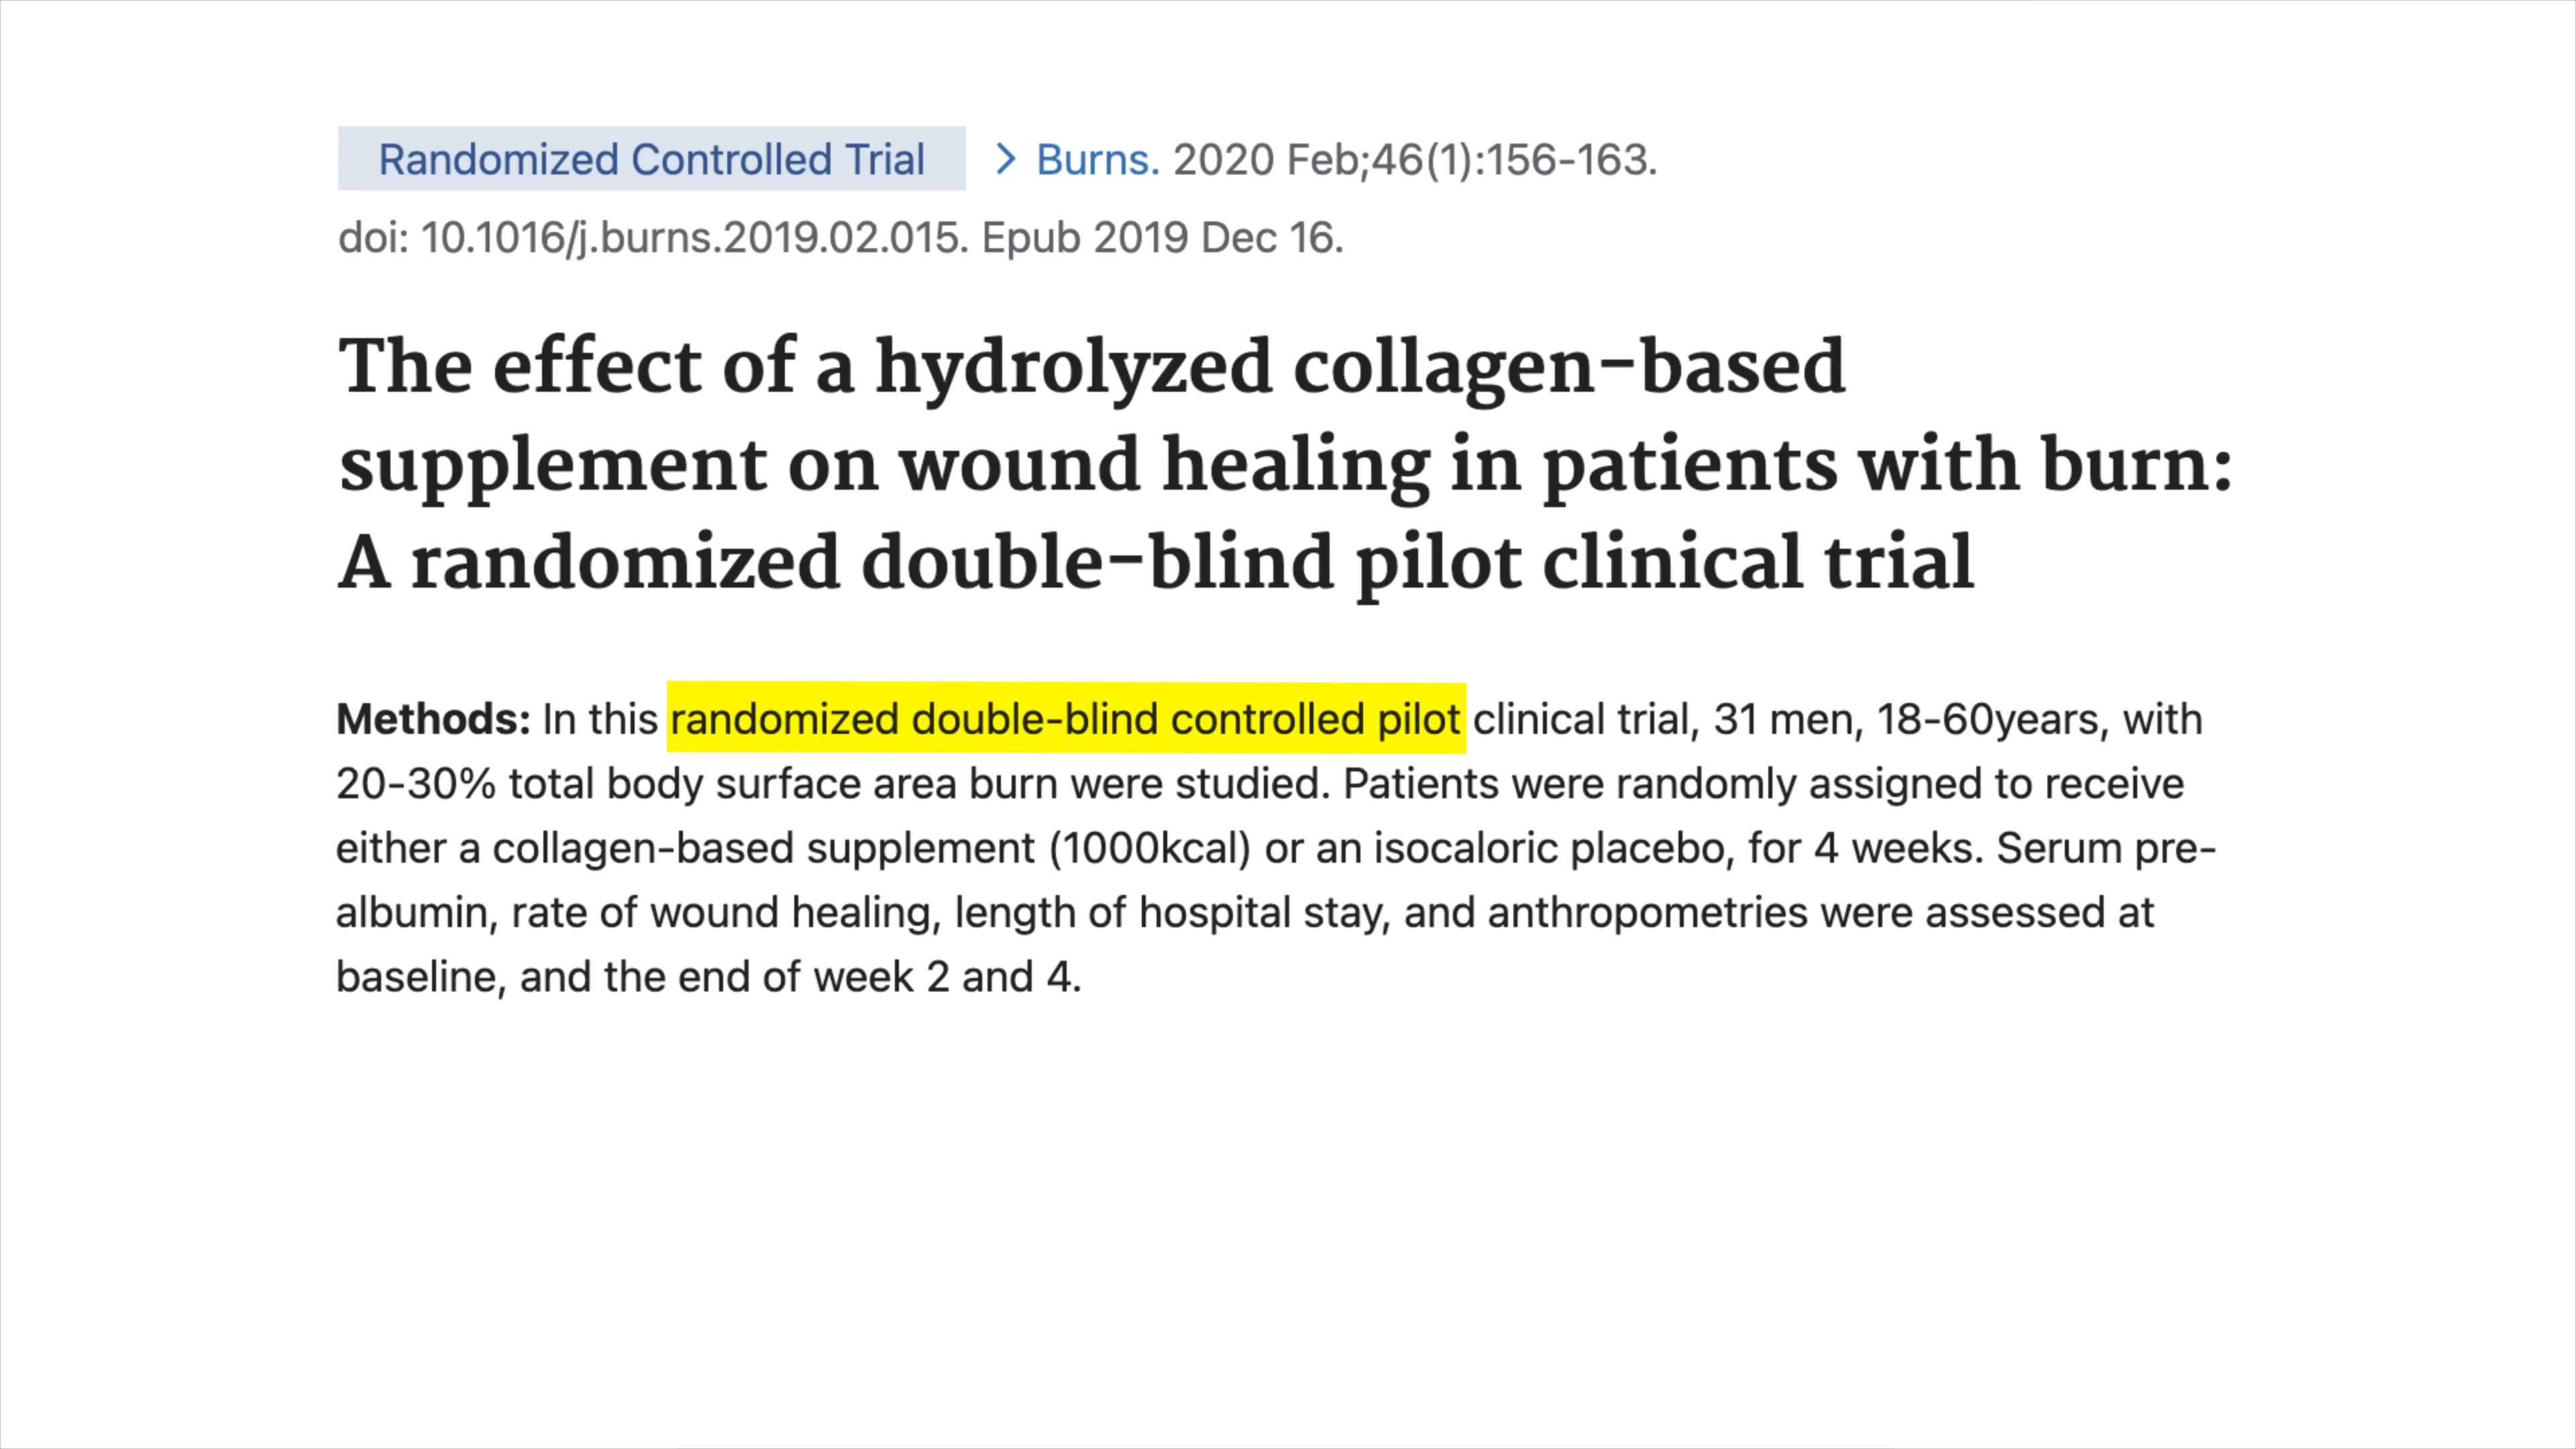 Randomized Controlled Trial > Burns. 2020 Feb;46(1):156-163.
doi: 10.1016/j.burns.2019.02.015. Epub 2019 Dec 16.
The effect of a hydrolyzed collagen-based
supplement on wound healing in patients with burn:
A randomized double-blind pilot clinical trial
Methods: In this randomized double-blind controlled pilot clinical trial, 31 men, 18-60years, with
20-30% total body surface area burn were studied. Patients were randomly assigned to receive
either a collagen-based supplement (1000kcal) or an isocaloric placebo, for 4 weeks. Serum pre-
albumin, rate of wound healing, length of hospital stay, and anthropometries were assessed at
baseline, and the end of week 2 and 4.